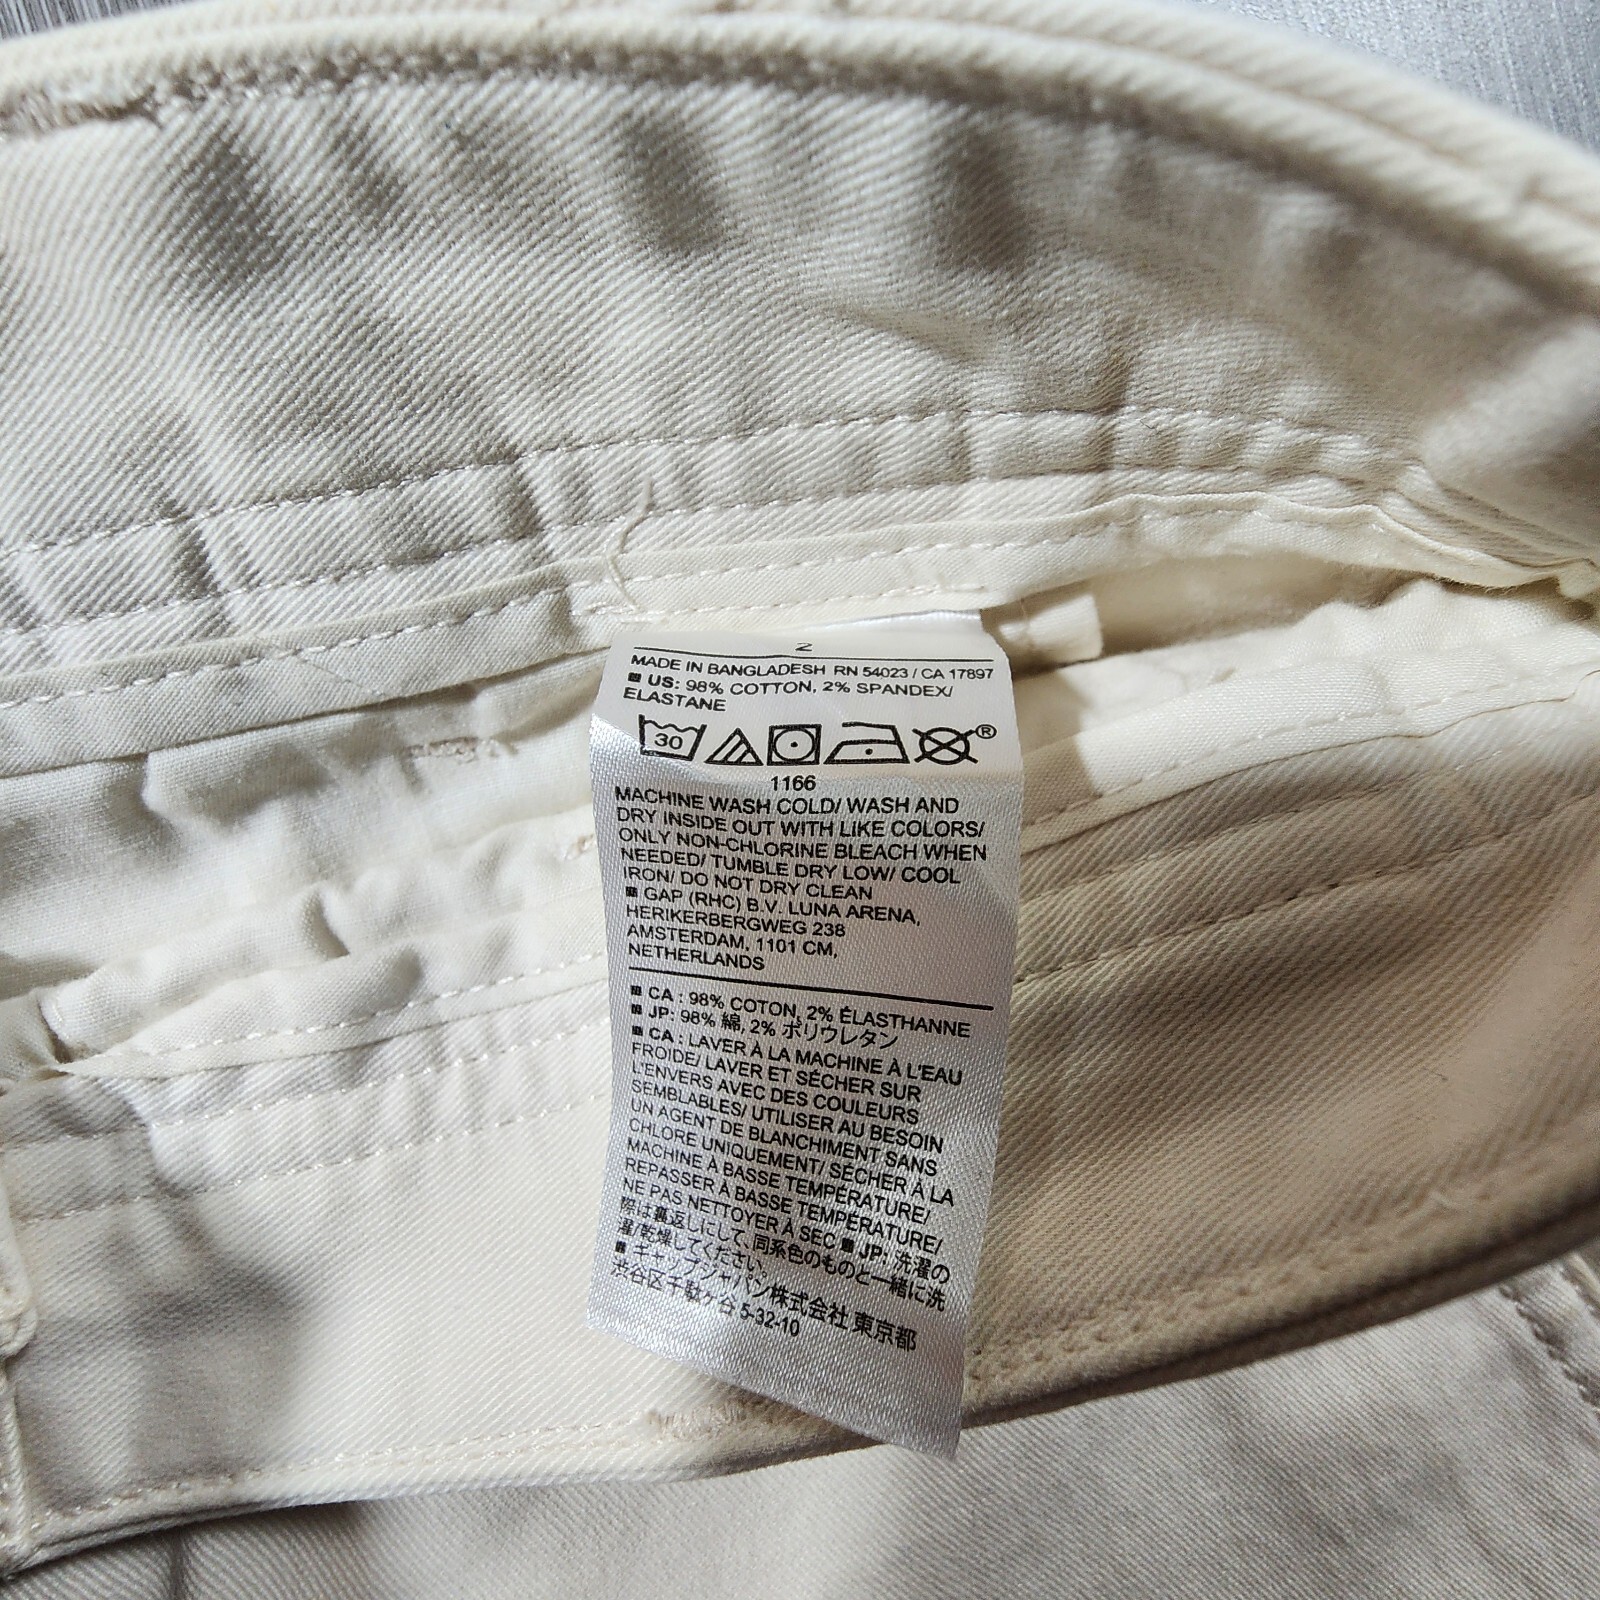 2
MADE IN BANGLADESH RN 54023 / CA 17897
■ US: 98% COTTON, 2% SPANDEX/
ELASTANE
30 ®
1166
MACHINE WASH COLD/ WASH AND
DRY INSIDE OUT WITH LIKE COLORS/
ONLY NON-CHLORINE BLEACH WHEN
NEEDED/ TUMBLE DRY LOW/ COOL
IRON/ DO NOT DRY CLEAN
■ GAP (RHC) B.V. LUNA ARENA,
HERIKERBERGWEG 238
AMSTERDAM, 1101 CM,
NETHERLANDS
■ CA : 98% COTON, 2% ÉLASTHANNE
■ JP: 98% 綿, 2% ポリウレタン
■ CA : LAVER À LA MACHINE À L'EAU
FROIDE/ LAVER ET SÉCHER SUR
L'ENVERS AVEC DES COULEURS
SEMBLABLES/ UTILISER AU BESOIN
UN AGENT DE BLANCHIMENT SANS
CHLORE UNIQUEMENT/ SÉCHER À LA
MACHINE À BASSE TEMPÉRATURE/
REPASSER À BASSE TEMPÉRATURE/
NE PAS NETTOYER À SEC ■ JP: 洗濯の
際は裏返しにして、同系色のものと一緒に洗
濯/乾燥してください。
■ ギャップジャパン株式会社 東京都
渋谷区千駄ヶ谷 5-32-10